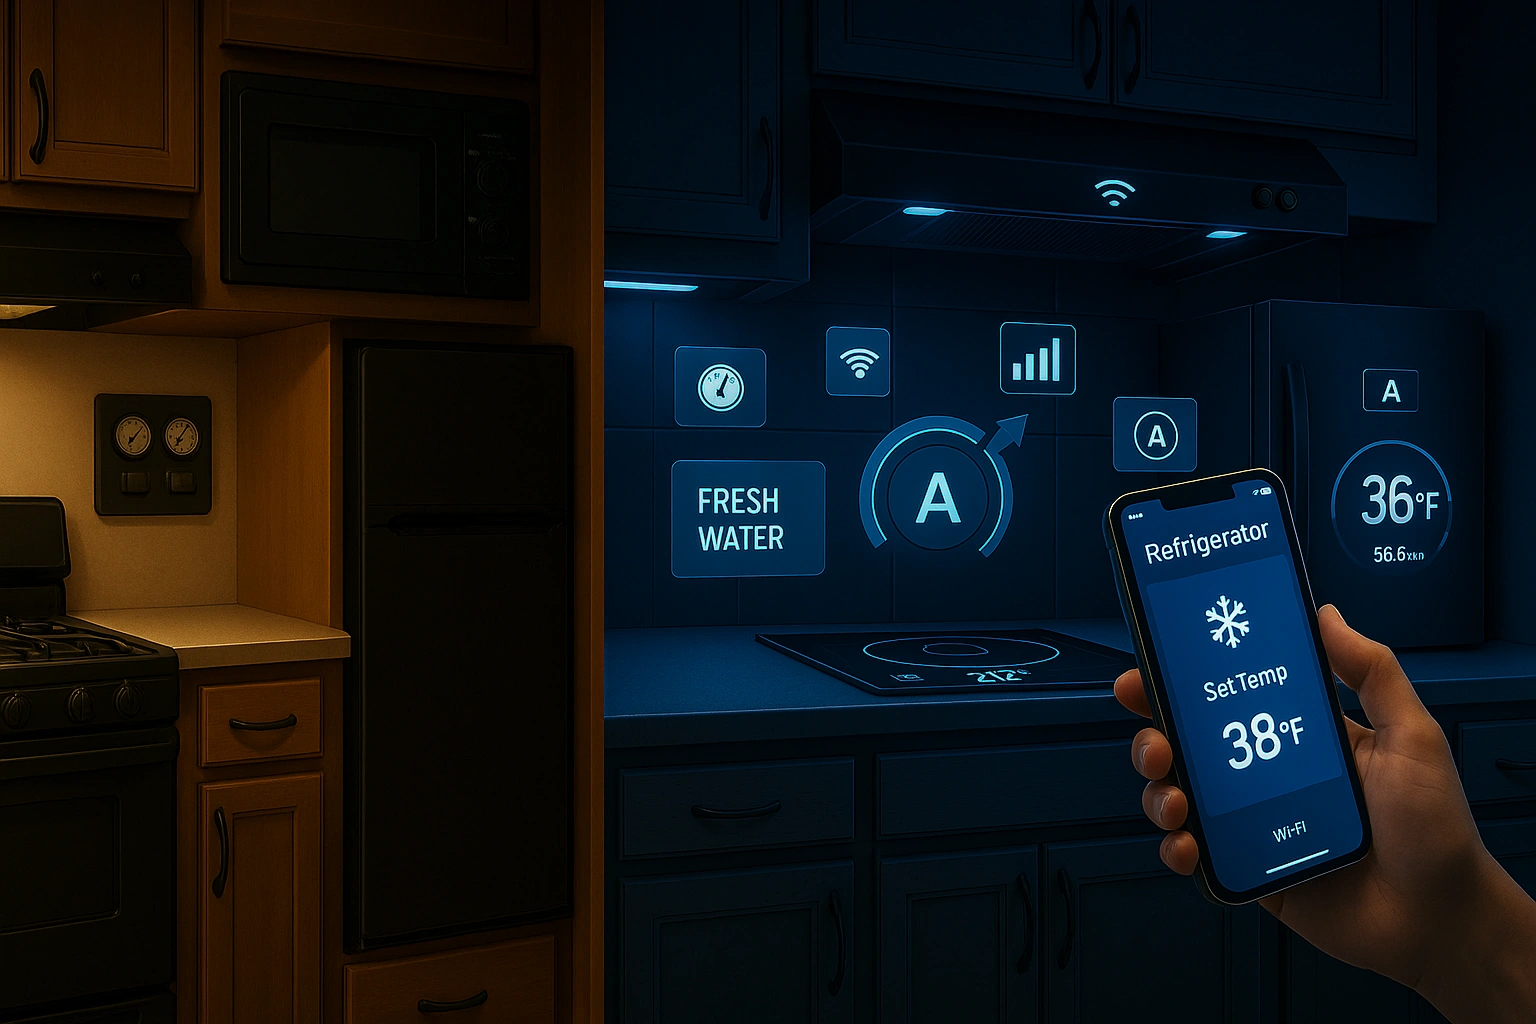 FRESH
WATER
A
A
A
36°F
Refrigerator
Set Temp
38°F
Wi-FI